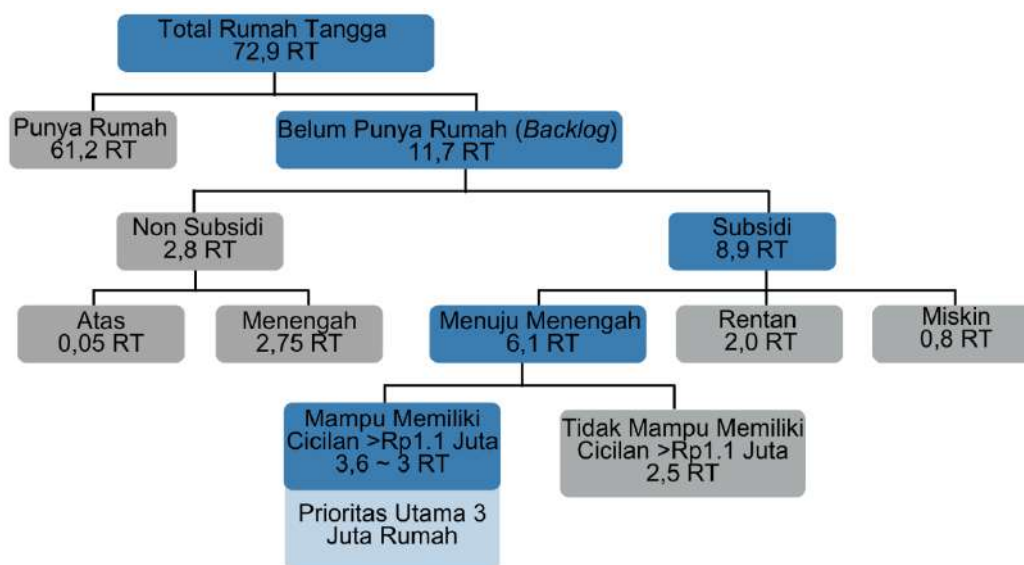 Total Rumah Tangga
72,9 RT
Punya Rumah
61,2 RT
Belum Punya Rumah (Backlog)
11,7 RT
Non Subsidi
2,8 RT
Subsidi
8,9 RT
Atas
0,05 RT
Menengah
2,75 RT
Menuju Menengah
6,1 RT
Rentan
2,0 RT
Miskin
0,8 RT
Mampu Memiliki
Cicilan >Rp1.1 Juta
3,6 ~ 3 RT
Tidak Mampu Memiliki
Cicilan >Rp1.1 Juta
2,5 RT
Prioritas Utama 3
Juta Rumah